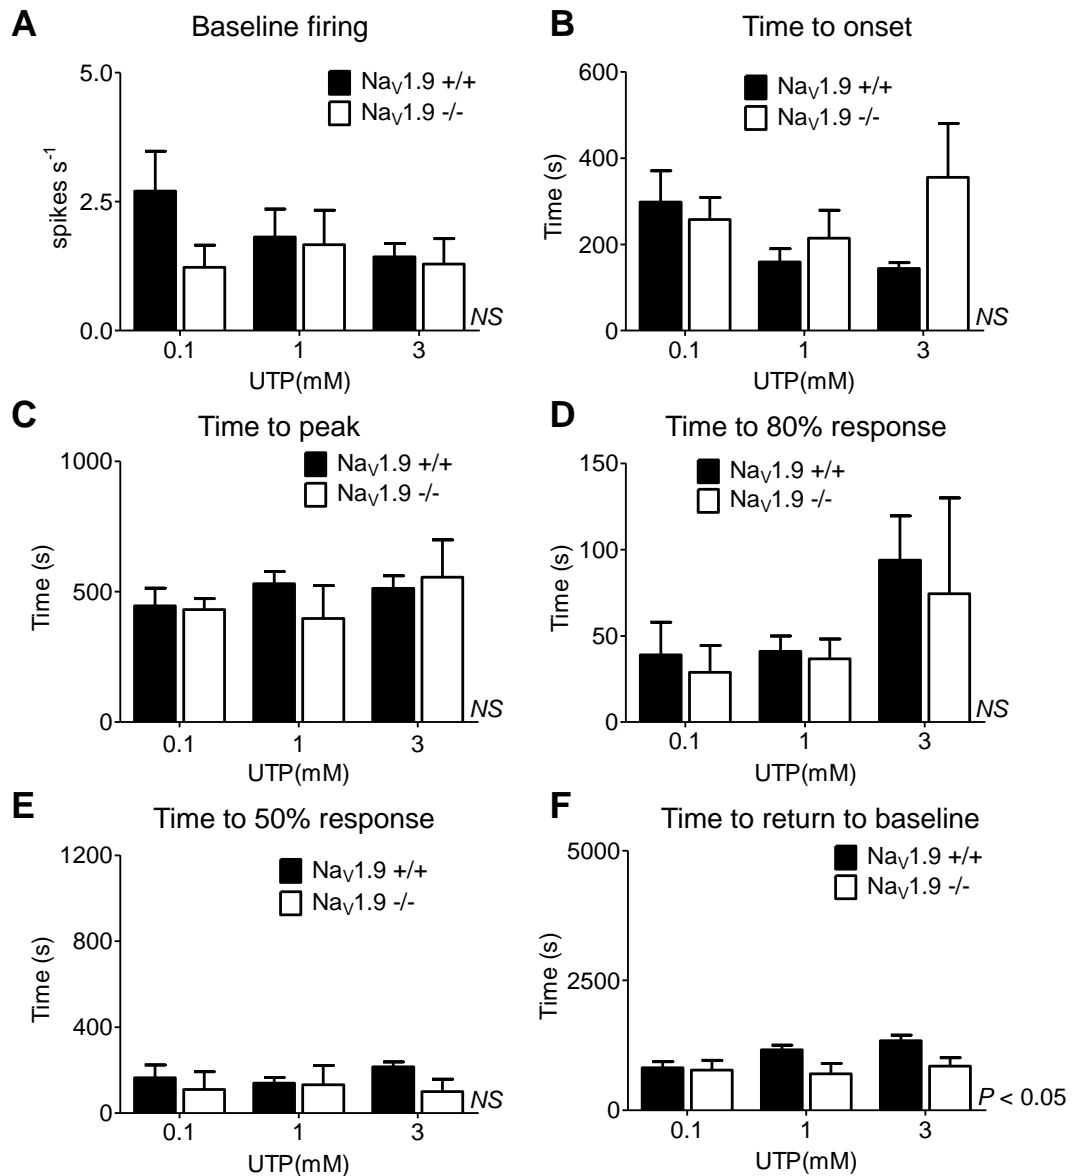 A
Baseline firing
5.0
2.5
0.0
spikes s-1
NaV1.9 +/+
NaV1.9 -/-
NS
0.1 1 3
UTP(mM)
B
Time to onset
600
400
200
0
Time (s)
NaV1.9 +/+
NaV1.9 -/-
NS
0.1 1 3
UTP(mM)
C
Time to peak
1000
500
0
Time (s)
NaV1.9 +/+
NaV1.9 -/-
NS
0.1 1 3
UTP(mM)
D
Time to 80% response
150
100
50
0
Time (s)
NaV1.9 +/+
NaV1.9 -/-
NS
0.1 1 3
UTP(mM)
E
Time to 50% response
1200
800
400
0
Time (s)
NaV1.9 +/+
NaV1.9 -/-
NS
0.1 1 3
UTP(mM)
F
Time to return to baseline
5000
2500
0
Time (s)
NaV1.9 +/+
NaV1.9 -/-
P < 0.05
0.1 1 3
UTP(mM)